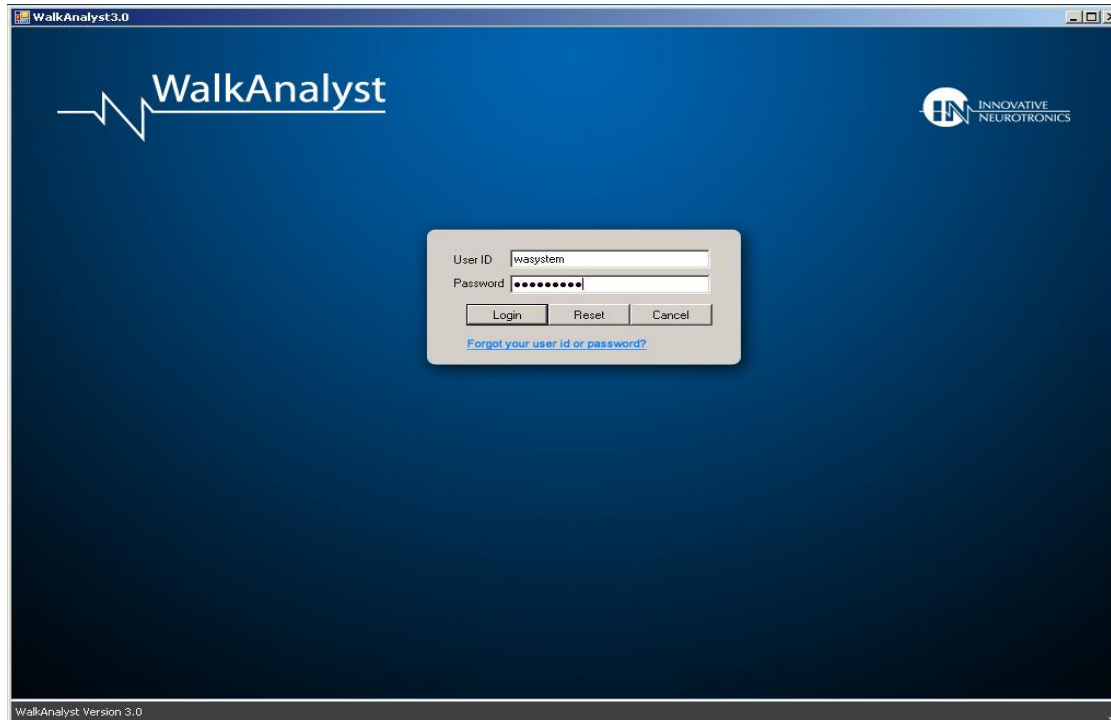 WalkAnalyst3.0
WalkAnalyst
INNOVATIVE
NEUROTRONICS
User ID wasystem
Password ●●●●●●●●●
Login Reset Cancel
Forgot your user id or password?
WalkAnalyst Version 3.0